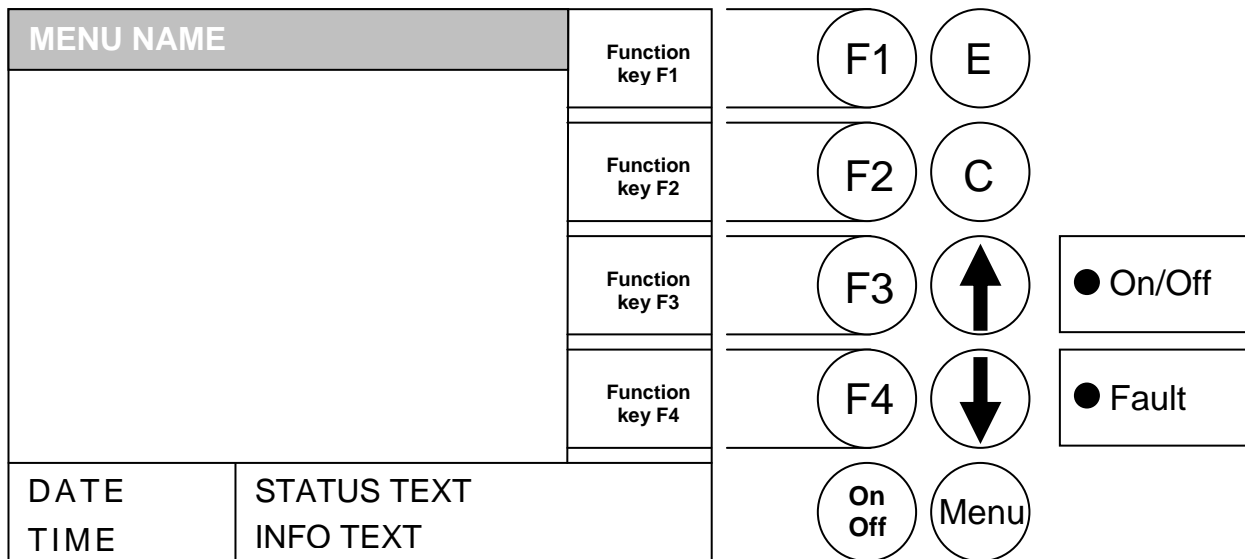 MENU NAME
Function
key F1
F1
E
Function
key F2
F2
C
Function
key F3
F3
On/Off
Function
key F4
F4
Fault
DATE
STATUS TEXT
TIME
INFO TEXT
On
Off
Menu